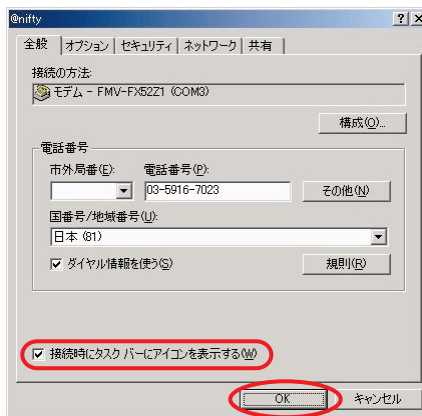 @nifty
全般 オプション セキュリティ ネットワーク 共有
接続の方法:
モデム - FMV-FX52Z1 (COM3)
構成(O)...
電話番号
市外局番(E): 電話番号(P):
03-5916-7023 その他(N)
国番号/地域番号(U):
日本 (81)
ダイヤル情報を使う(S) 規則(R)
接続時にタスク バーにアイコンを表示する(W)
OK キャンセル